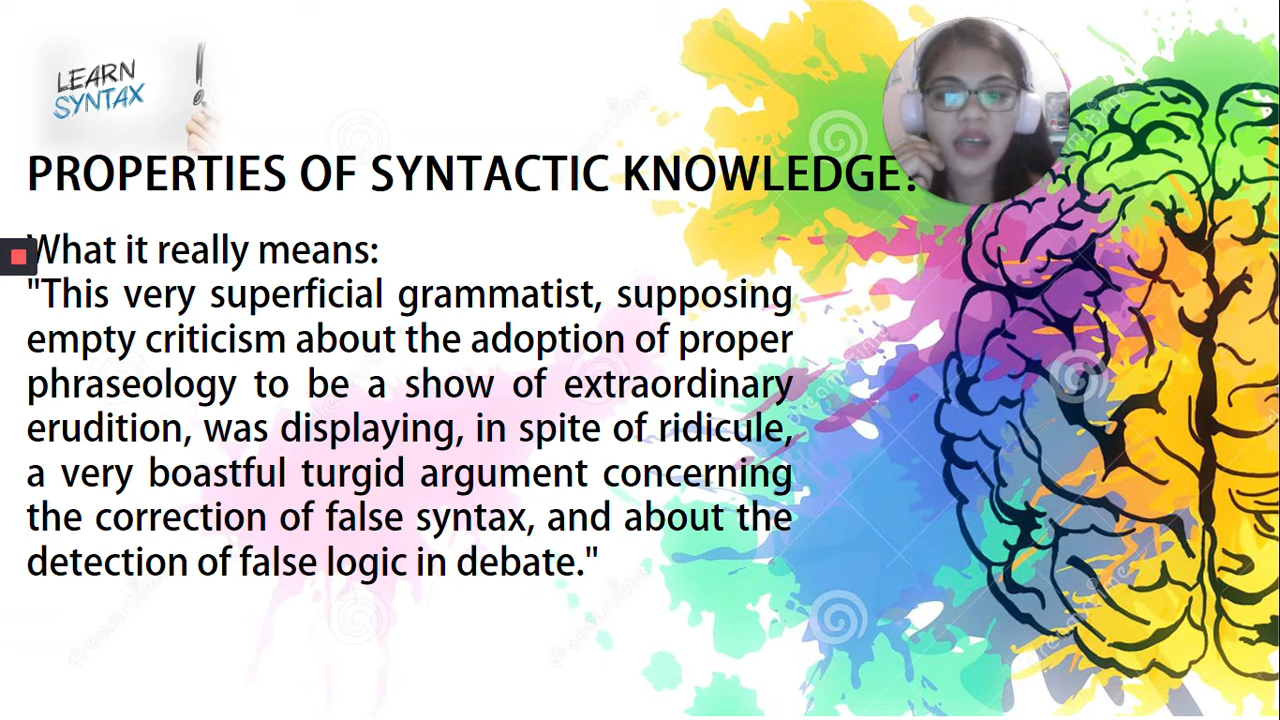 LEARN
SYNTAX
PROPERTIES OF SYNTACTIC KNOWLEDGE:
What it really means:
"This very superficial grammatist, supposing
empty criticism about the adoption of proper
phraseology to be a show of extraordinary
erudition, was displaying, in spite of ridicule,
a very boastful turgid argument concerning
the correction of false syntax, and about the
detection of false logic in debate."
dreamstime
dreamstime